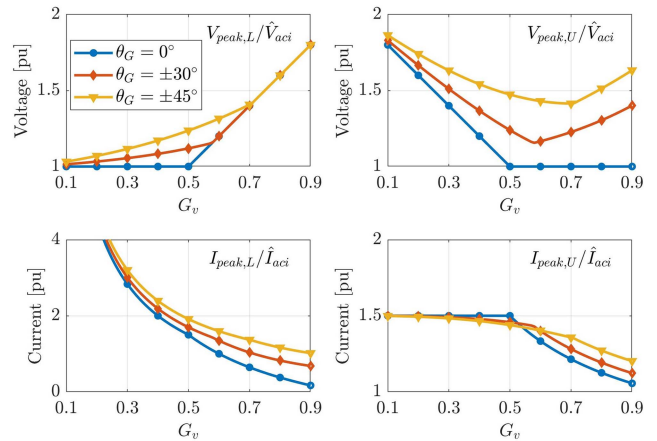 V_{peak,L}/V̂_{aci}
θ_G = 0°
θ_G = ±30°
θ_G = ±45°
Voltage [pu]
2
1.5
1
0.1 0.3 0.5 0.7 0.9
G_v
V_{peak,U}/V̂_{aci}
Voltage [pu]
2
1.5
1
0.1 0.3 0.5 0.7 0.9
G_v
I_{peak,L}/Î_{aci}
Current [pu]
4
2
0
0.1 0.3 0.5 0.7 0.9
G_v
I_{peak,U}/Î_{aci}
Current [pu]
2
1.5
1
0.1 0.3 0.5 0.7 0.9
G_v